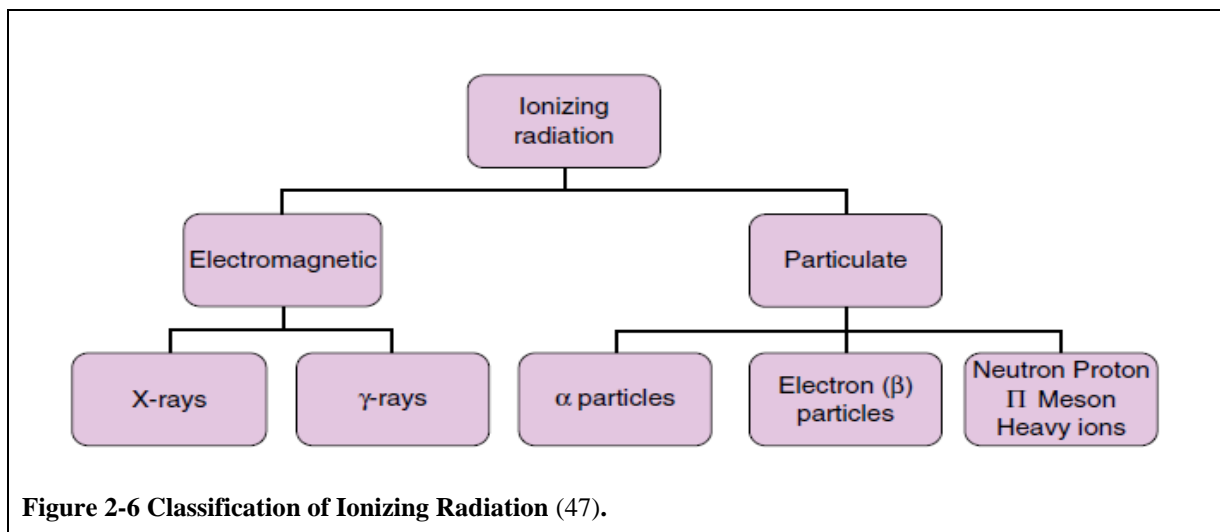 Ionizing
radiation
Electromagnetic
Particulate
X-rays
γ-rays
α particles
Electron (β)
particles
Neutron Proton
Π Meson
Heavy ions
Figure 2-6 Classification of Ionizing Radiation (47).